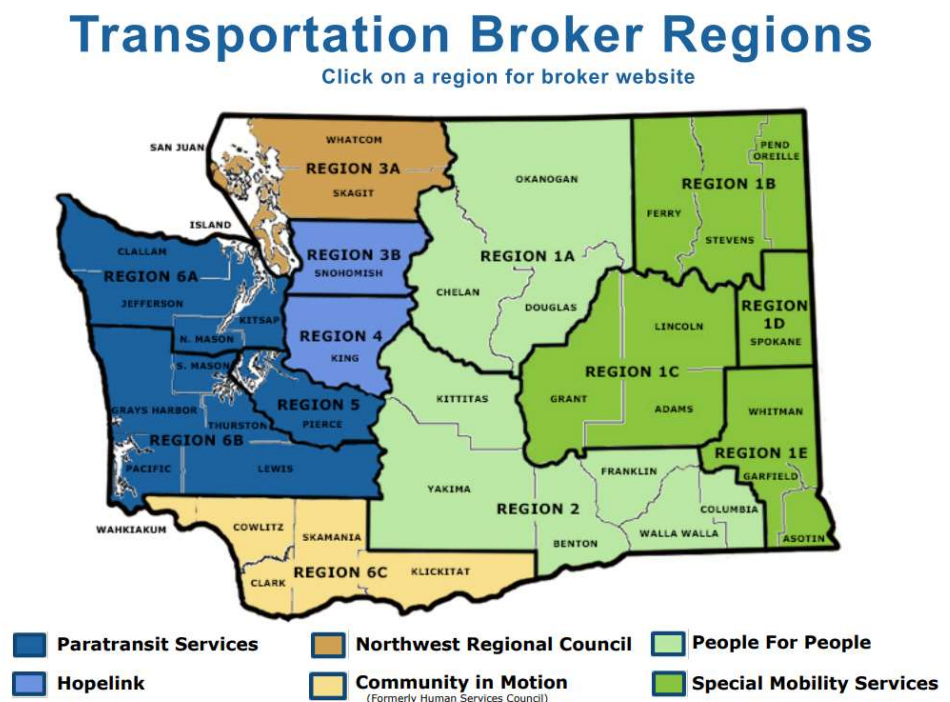 Transportation Broker Regions
Click on a region for broker website
WHATCOM
SAN JUAN
REGION 3A
SKAGIT
ISLAND
OKANOGAN
PEND
OREILLE
REGION 1B
FERRY
STEVENS
CLALLAM
REGION 6A
JEFFERSON
KITSAP
N. MASON
REGION 3B
SNOHOMISH
REGION 1A
CHELAN
DOUGLAS
REGION
1D
SPOKANE
REGION 4
KING
LINCOLN
REGION 1C
GRANT
ADAMS
S. MASON
GRAYS HARBOR
THURSTON
REGION 6B
PACIFIC
LEWIS
REGION 5
PIERCE
KITTITAS
WHITMAN
REGION 1E
GARFIELD
ASOTIN
YAKIMA
REGION 2
FRANKLIN
COLUMBIA
WALLA WALLA
BENTON
WAHKIAKUM
COWLITZ
SKAMANIA
REGION 6C
KLICKITAT
CLARK
Paratransit Services
Northwest Regional Council
People For People
Hopelink
Community in Motion
(Formerly Human Services Council)
Special Mobility Services